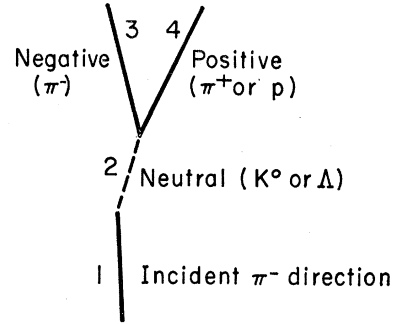 3 4
Negative Positive
(π-) (π+ or p)
2 Neutral (K° or Λ)
1 Incident π- direction